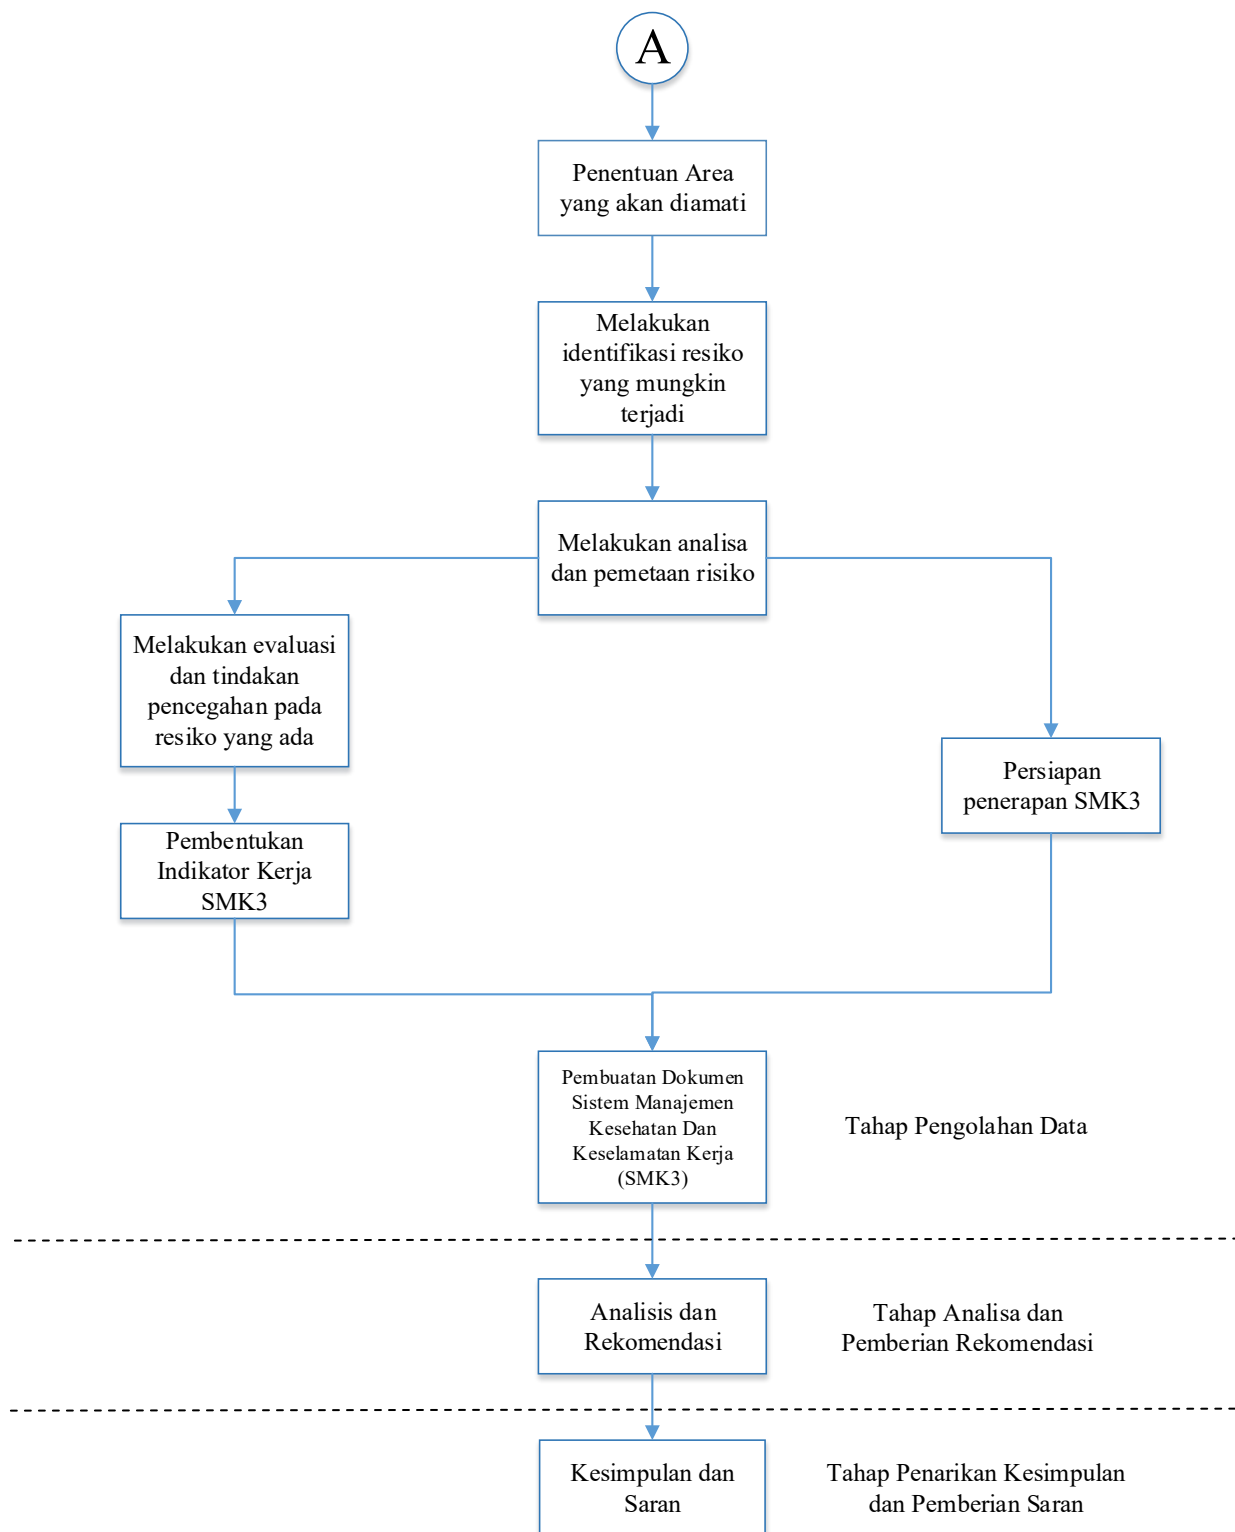 A
Penentuan Area
yang akan diamati
Melakukan
identifikasi resiko
yang mungkin
terjadi
Melakukan analisa
dan pemetaan risiko
Melakukan evaluasi
dan tindakan
pencegahan pada
resiko yang ada
Persiapan
penerapan SMK3
Pembentukan
Indikator Kerja
SMK3
Pembuatan Dokumen
Sistem Manajemen
Kesehatan Dan
Keselamatan Kerja
(SMK3)
Tahap Pengolahan Data
Analisis dan
Rekomendasi
Tahap Analisa dan
Pemberian Rekomendasi
Kesimpulan dan
Saran
Tahap Penarikan Kesimpulan
dan Pemberian Saran